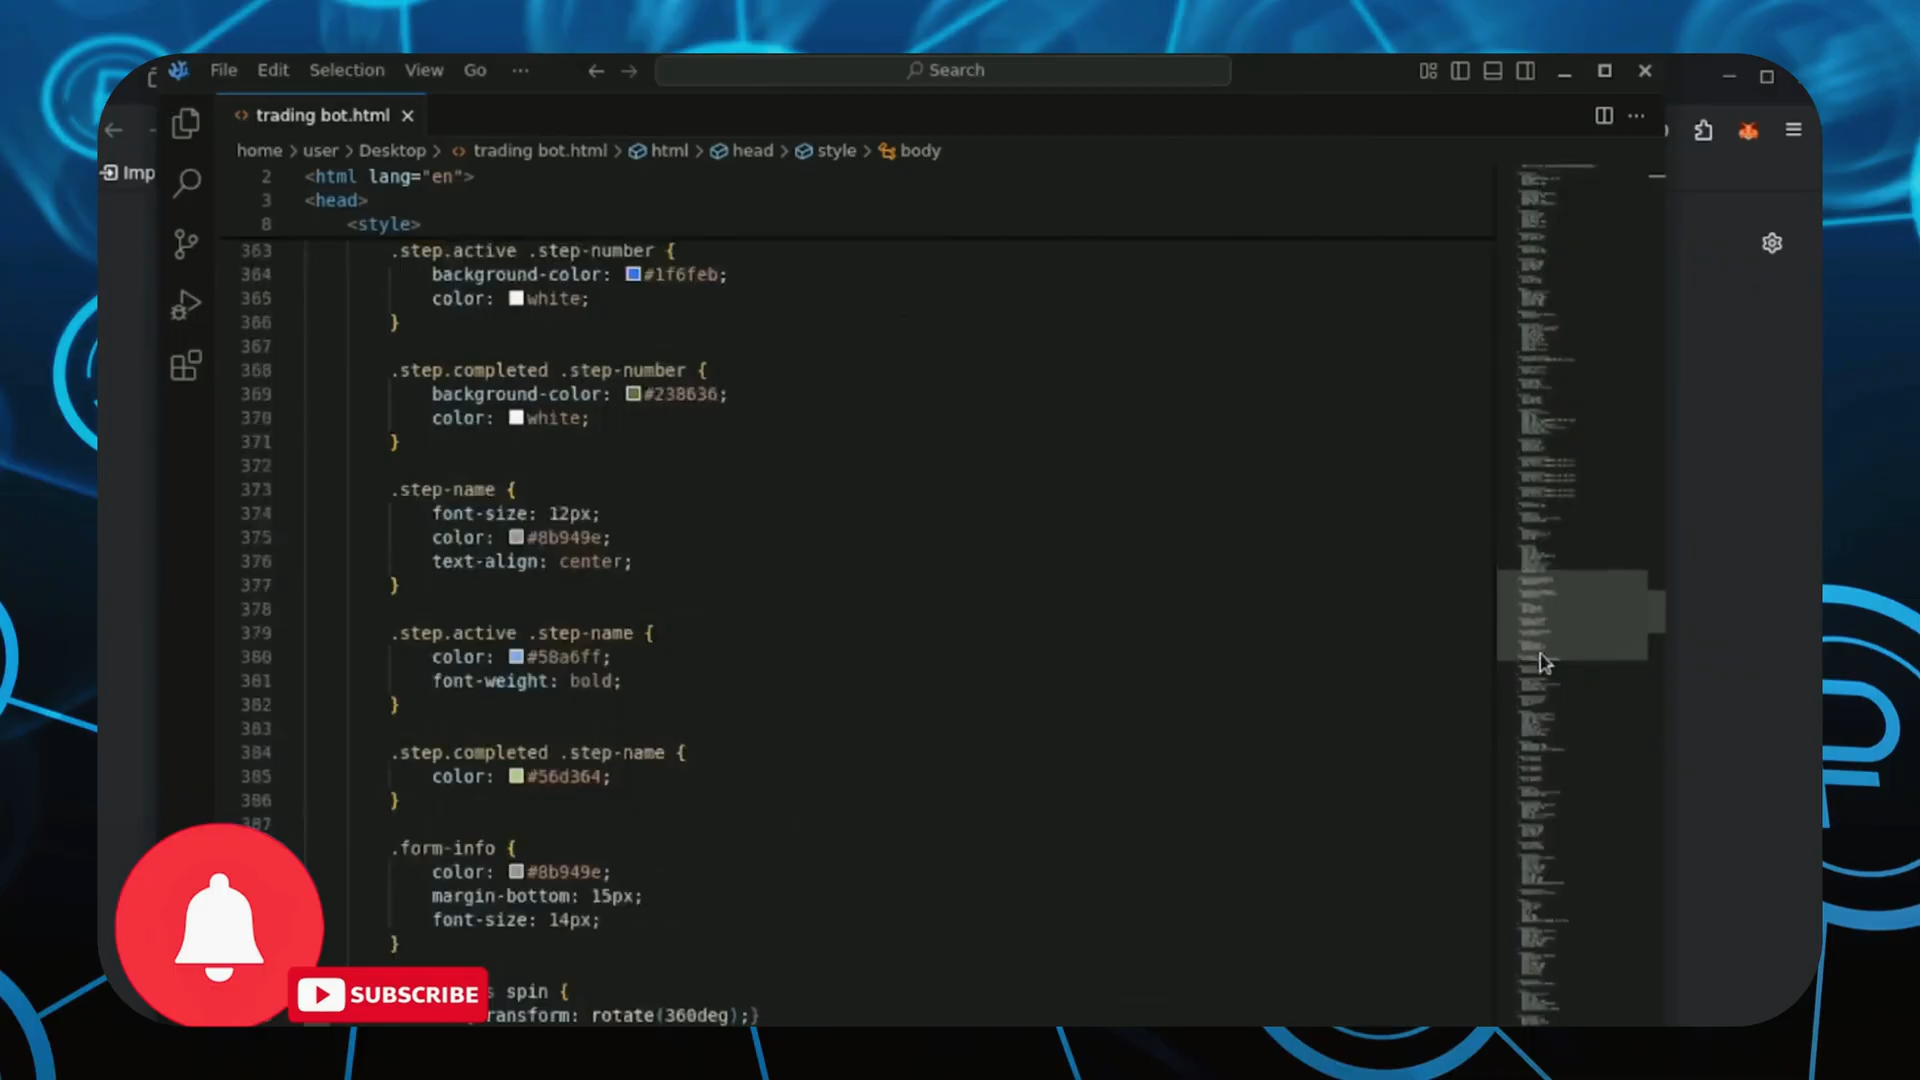 File Edit Selection View Go ··· Search
trading bot.html
home > user > Desktop > trading bot.html > html > head > style > body
Imp
2 <html lang="en">
3 <head>
8 <style>
363 .step.active .step-number {
364 background-color: #1f6feb;
365 color: white;
366 }
367
368 .step.completed .step-number {
369 background-color: #238636;
370 color: white;
371 }
372
373 .step-name {
374 font-size: 12px;
375 color: #8b949e;
376 text-align: center;
377 }
378
379 .step.active .step-name {
380 color: #58a6ff;
381 font-weight: bold;
382 }
383
384 .step.completed .step-name {
385 color: #56d364;
386 }
387
.form-info {
color: #8b949e;
margin-bottom: 15px;
font-size: 14px;
}
s spin {
ransform: rotate(360deg);}
SUBSCRIBE